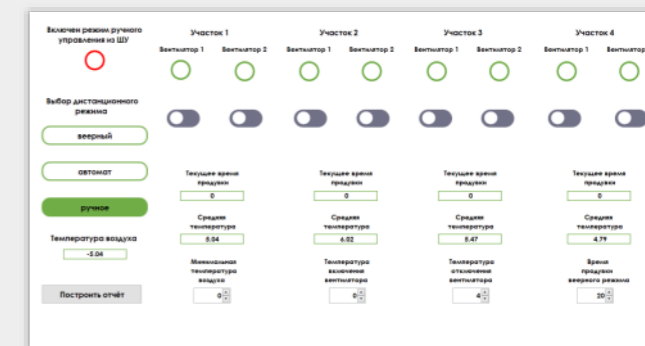 Включен режим ручного
управления из ШУ
Участок 1
Участок 2
Участок 3
Участок 4
Вентилятор 1
Вентилятор 2
Вентилятор 1
Вентилятор 2
Вентилятор 1
Вентилятор 2
Вентилятор 1
Вентилятор
Выбор дистанционного
режима
веерный
автомат
ручное
Температура воздуха
-5.04
Построить отчёт
Текущее время
продувки
0
Текущее время
продувки
0
Текущее время
продувки
0
Текущее время
продувки
0
Средняя
температура
5.04
Средняя
температура
6.02
Средняя
температура
5.47
Средняя
температура
4.79
Минимальная
температура
воздуха
0
Температура
включения
вентилятора
0
Температура
отключения
вентилятора
4
Время
продувки
веерного режима
20